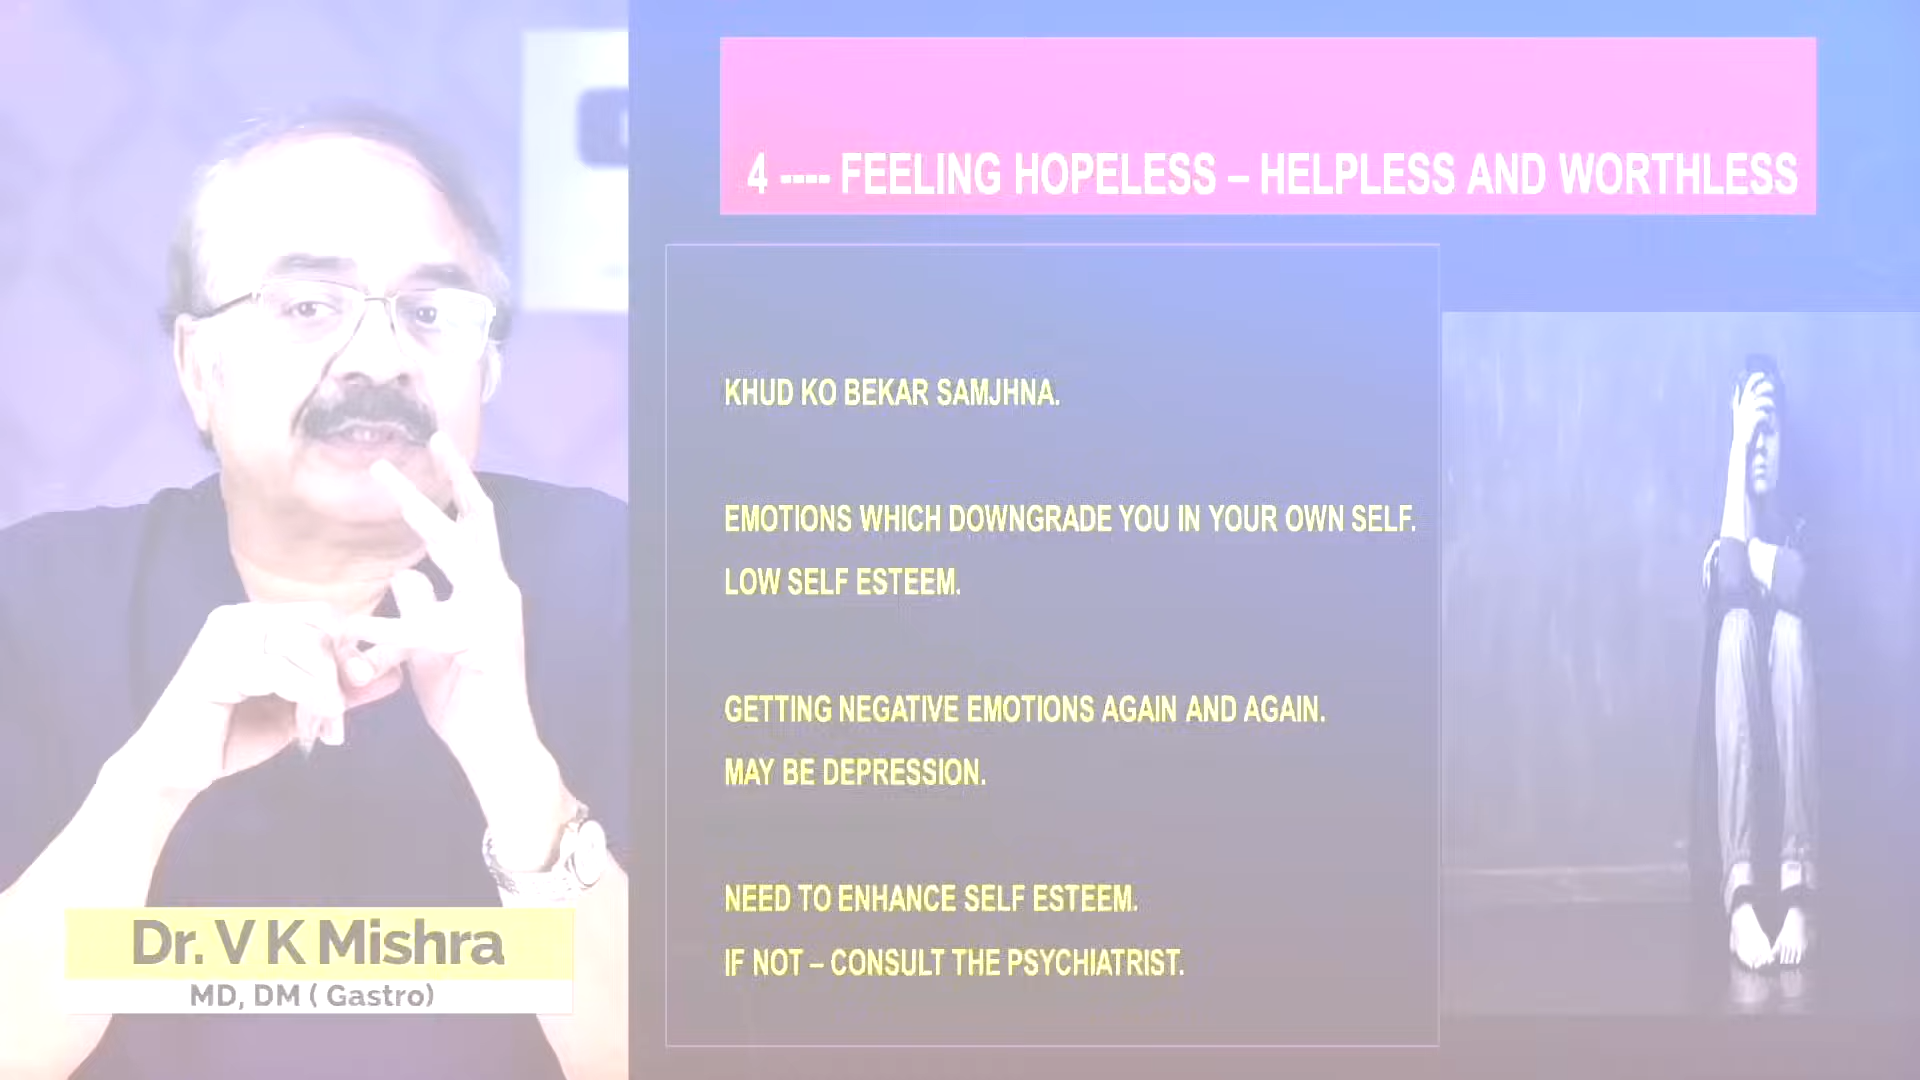 4 ---- FEELING HOPELESS – HELPLESS AND WORTHLESS
KHUD KO BEKAR SAMJHNA.
EMOTIONS WHICH DOWNGRADE YOU IN YOUR OWN SELF.
LOW SELF ESTEEM.
GETTING NEGATIVE EMOTIONS AGAIN AND AGAIN.
MAY BE DEPRESSION.
NEED TO ENHANCE SELF ESTEEM.
IF NOT – CONSULT THE PSYCHIATRIST.
Dr. V K Mishra
MD, DM ( Gastro)